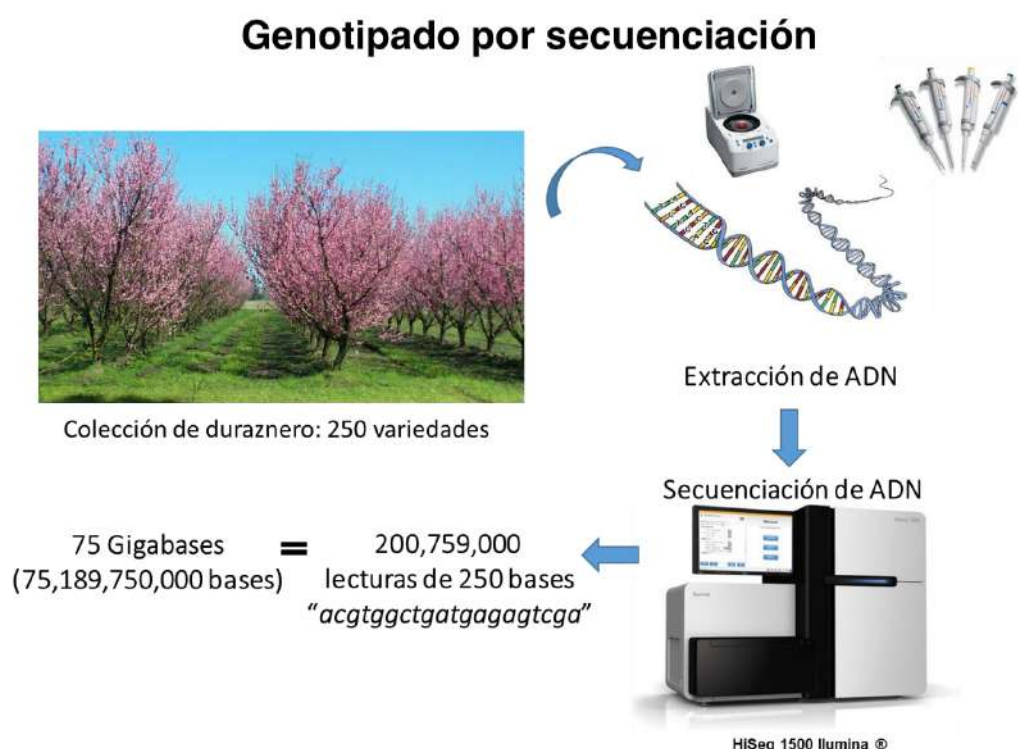 Genotipado por secuenciación
Colección de duraznero: 250 variedades
Extracción de ADN
Secuenciación de ADN
200,759,000
lecturas de 250 bases
“acgtggctgatgagagtcga”
=
75 Gigabases
(75,189,750,000 bases)
HiSeq 1500 Ilumina ®